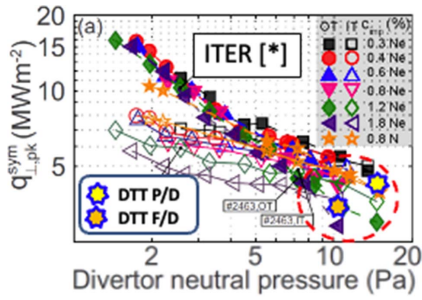 (a)
OT IT c_imp (%)
20
15
10
5
q^sym_⊥,pk (MWm-2)
ITER [*]
0.3 Ne
0.4 Ne
0.6 Ne
0.8 Ne
1.2 Ne
1.8 Ne
0.8 N
DTT P/D
DTT F/D
#2463,OT
#2463,IT
2 5 10 20
Divertor neutral pressure (Pa)